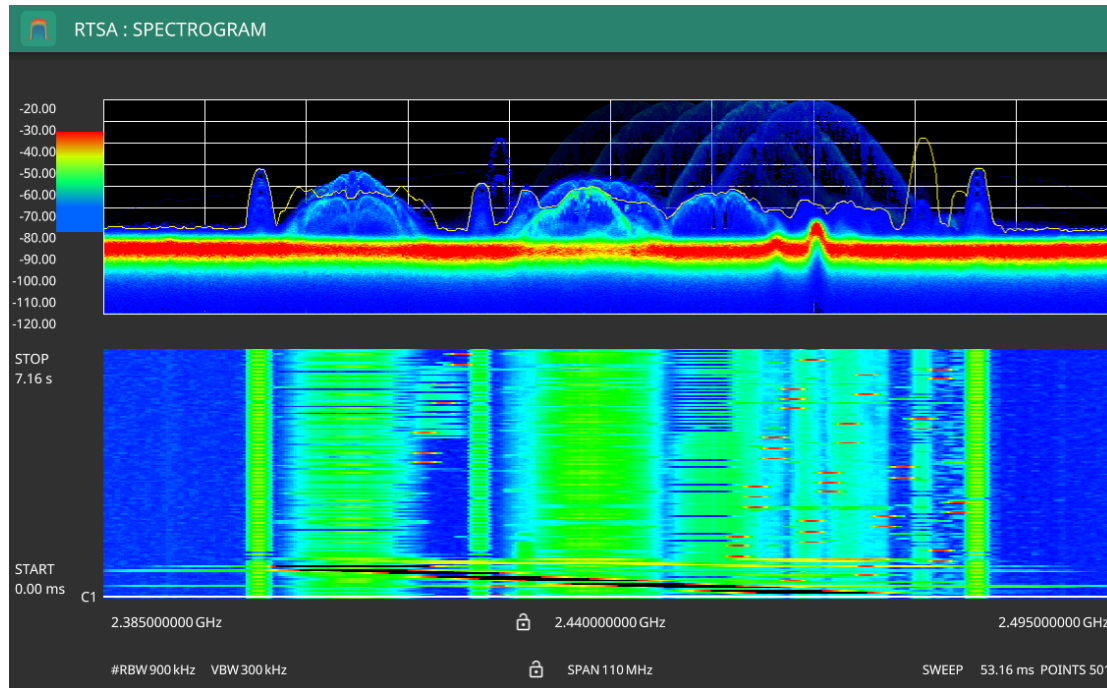 RTSA : SPECTROGRAM
-20.00
-30.00
-40.00
-50.00
-60.00
-70.00
-80.00
-90.00
-100.00
-110.00
-120.00
STOP
7.16 s
START
0.00 ms
C1
2.385000000 GHz 2.440000000 GHz 2.495000000 GHz
#RBW 900 kHz VBW 300 kHz SPAN 110 MHz SWEEP 53.16 ms POINTS 501